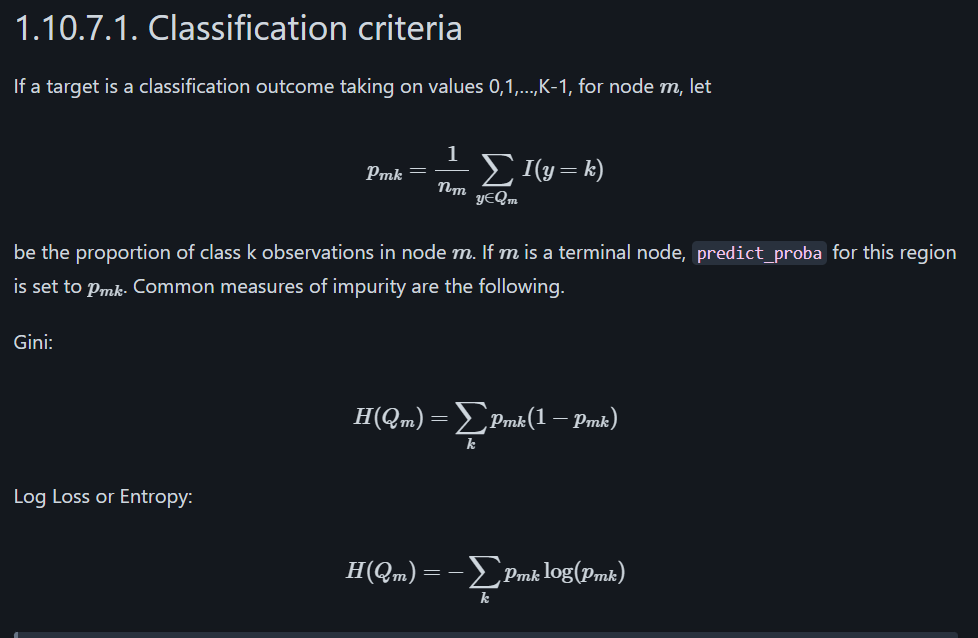 1.10.7.1. Classification criteria
If a target is a classification outcome taking on values 0,1,…,K-1, for node m, let
p_{mk} = \frac{1}{n_m} \sum_{y \in Q_m} I(y = k)
be the proportion of class k observations in node m. If m is a terminal node, predict_proba for this region
is set to p_{mk}. Common measures of impurity are the following.
Gini:
H(Q_m) = \sum_k p_{mk}(1 - p_{mk})
Log Loss or Entropy:
H(Q_m) = - \sum_k p_{mk} \log(p_{mk})